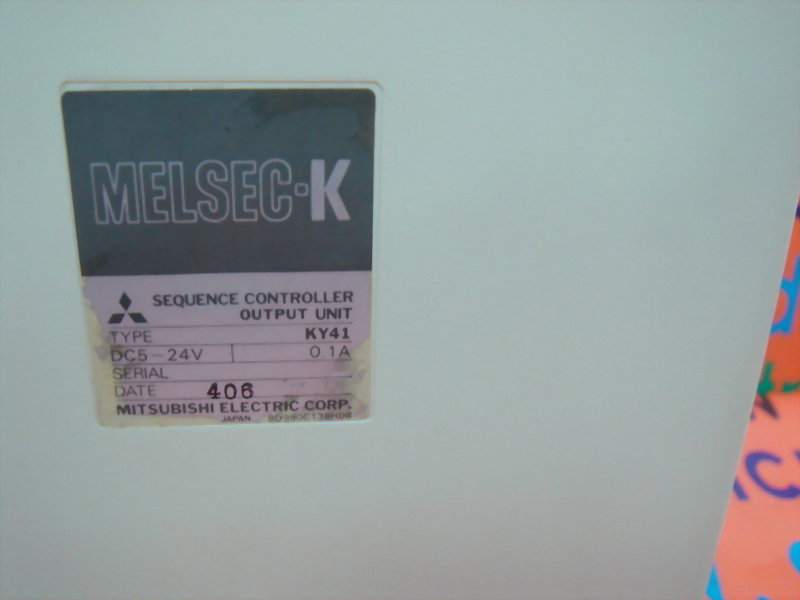 MELSEC-K
SEQUENCE CONTROLLER
OUTPUT UNIT
TYPE KY41
DC5-24V 0.1A
SERIAL
DATE 406
MITSUBISHI ELECTRIC CORP.
JAPAN